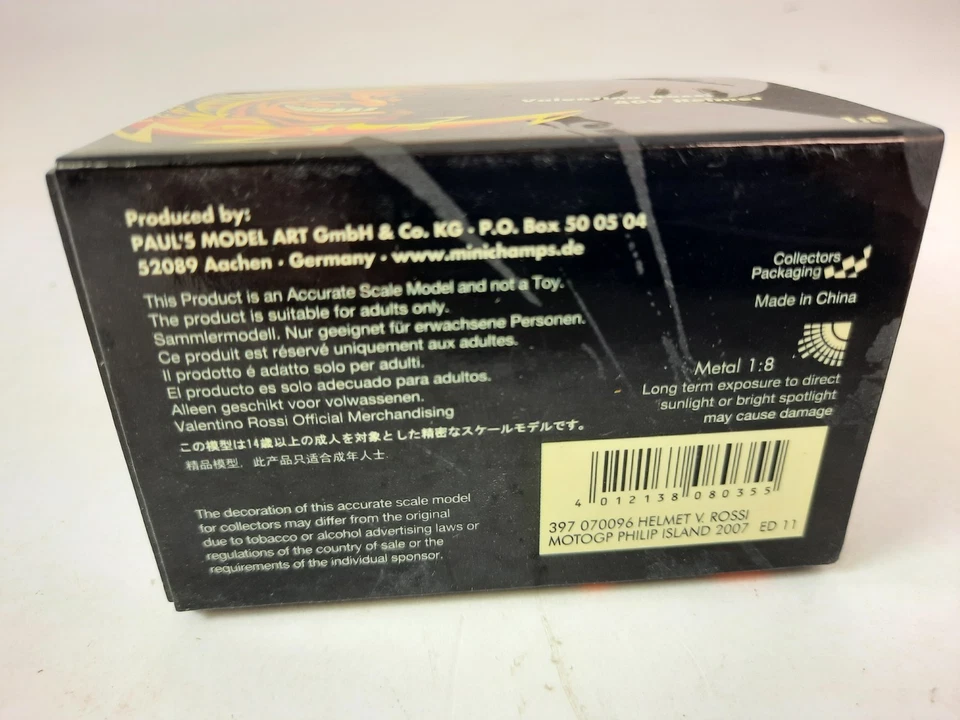 Valentino Rossi
AGV Helmet
1:8
Produced by:
PAUL'S MODEL ART GmbH & Co. KG · P.O. Box 50 05 04
52089 Aachen · Germany · www.minichamps.de
This Product is an Accurate Scale Model and not a Toy.
The product is suitable for adults only.
Sammlermodell. Nur geeignet für erwachsene Personen.
Ce produit est réservé uniquement aux adultes.
Il prodotto é adatto solo per adulti.
El producto es solo adecuado para adultos.
Alleen geschikt voor volwassenen.
Valentino Rossi Official Merchandising
この模型は14歳以上の成人を対象とした精密なスケールモデルです。
精品模型. 此产品只适合成年人士.
The decoration of this accurate scale model
for collectors may differ from the original
due to tobacco or alcohol advertising laws or
regulations of the country of sale or the
requirements of the individual sponsor.
Collectors
Packaging
Made in China
Metal 1:8
Long term exposure to direct
sunlight or bright spotlight
may cause damage
4 012138 080355
397 070096 HELMET V. ROSSI
MOTOGP PHILIP ISLAND 2007 ED 11